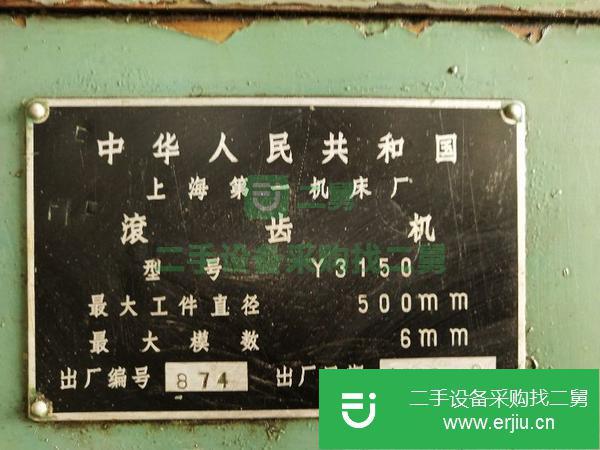 中华人民共和国
上海第一机床厂
二舅
滚齿机
二手设备采购找二舅
型号 Y3150
最大工件直径 500mm
最大模数 6mm
出厂编号 874 出厂
二手设备采购找二舅
www.erjiu.cn